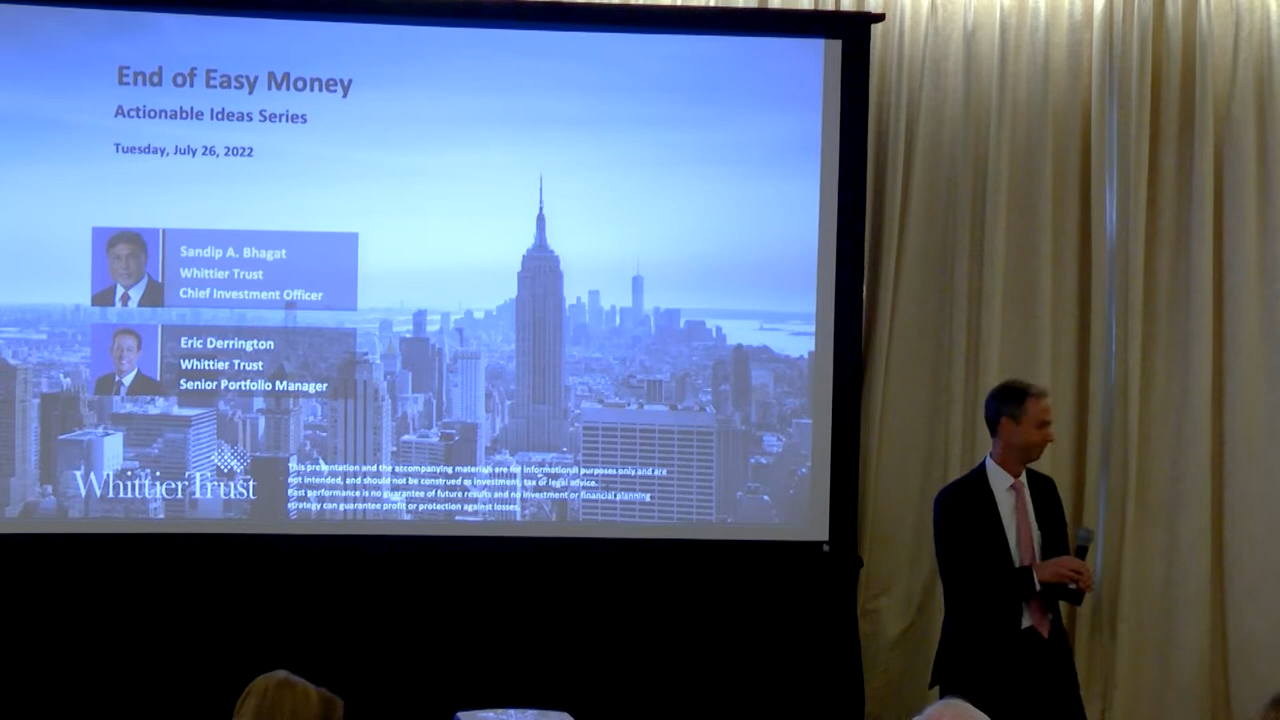 End of Easy Money
Actionable Ideas Series
Tuesday, July 26, 2022
Sandip A. Bhagat
Whittier Trust
Chief Investment Officer
Eric Derrington
Whittier Trust
Senior Portfolio Manager
WhittierTrust
This presentation and the accompanying materials are for informational purposes only and are
not intended, and should not be construed as investment, tax or legal advice.
Past performance is no guarantee of future results and no investment or financial planning
strategy can guarantee profit or protection against losses.